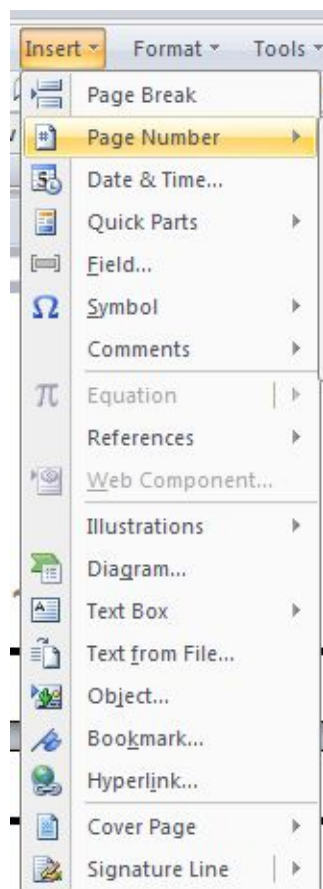 Insert Format Tools
Page Break
Page Number
Date & Time...
Quick Parts
Field...
Symbol
Comments
Equation
References
Web Component...
Illustrations
Diagram...
Text Box
Text from File...
Object...
Bookmark...
Hyperlink...
Cover Page
Signature Line